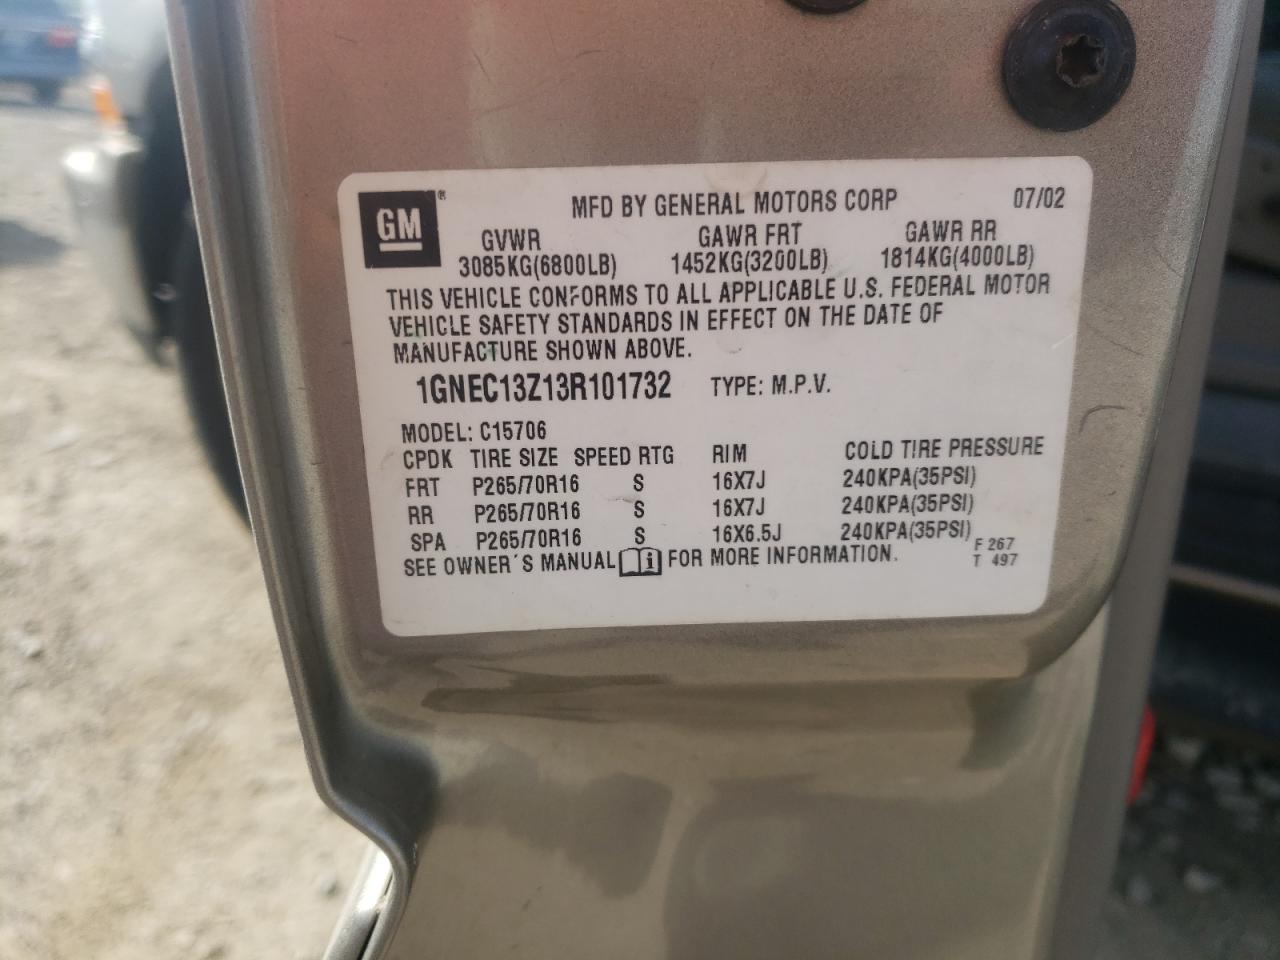 GM® MFD BY GENERAL MOTORS CORP 07/02
GVWR GAWR FRT GAWR RR
3085KG(6800LB) 1452KG(3200LB) 1814KG(4000LB)
THIS VEHICLE CONFORMS TO ALL APPLICABLE U.S. FEDERAL MOTOR
VEHICLE SAFETY STANDARDS IN EFFECT ON THE DATE OF
MANUFACTURE SHOWN ABOVE.
1GNEC13Z13R101732 TYPE: M.P.V.
MODEL: C15706
CPDK TIRE SIZE SPEED RTG RIM COLD TIRE PRESSURE
FRT P265/70R16 S 16X7J 240KPA(35PSI)
RR P265/70R16 S 16X7J 240KPA(35PSI)
SPA P265/70R16 S 16X6.5J 240KPA(35PSI)
SEE OWNER´S MANUAL i FOR MORE INFORMATION.
F 267
T 497